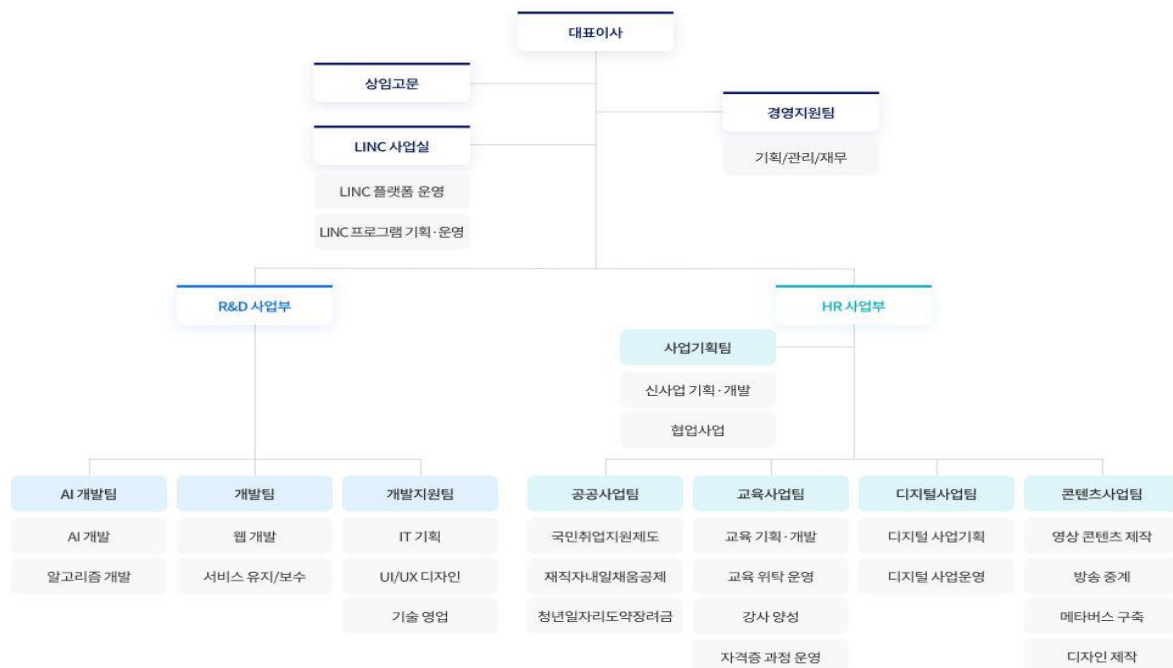 대표이사
상임고문
경영지원팀
기획/관리/재무
LINC 사업실
LINC 플랫폼 운영
LINC 프로그램 기획·운영
R&D 사업부
HR 사업부
사업기획팀
신사업 기획·개발
협업사업
AI 개발팀
AI 개발
알고리즘 개발
개발팀
웹 개발
서비스 유지/보수
개발지원팀
IT 기획
UI/UX 디자인
기술 영업
공공사업팀
국민취업지원제도
재직자내일채움공제
청년일자리도약장려금
교육사업팀
교육 기획·개발
교육 위탁 운영
강사 양성
자격증 과정 운영
디지털사업팀
디지털 사업기획
디지털 사업운영
콘텐츠사업팀
영상 콘텐츠 제작
방송 중계
메타버스 구축
디자인 제작